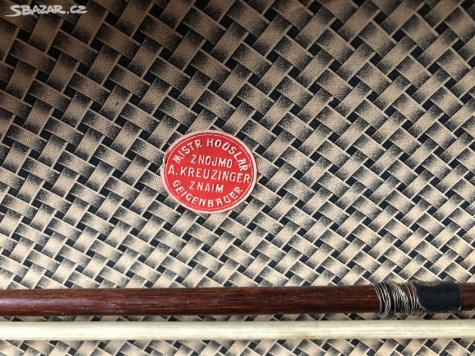 SBAZAR.CZ
MISTR HOUSLAŘ
ZNOJMO
A. KREUZINGER
ZNAIM
GEIGENBAUER